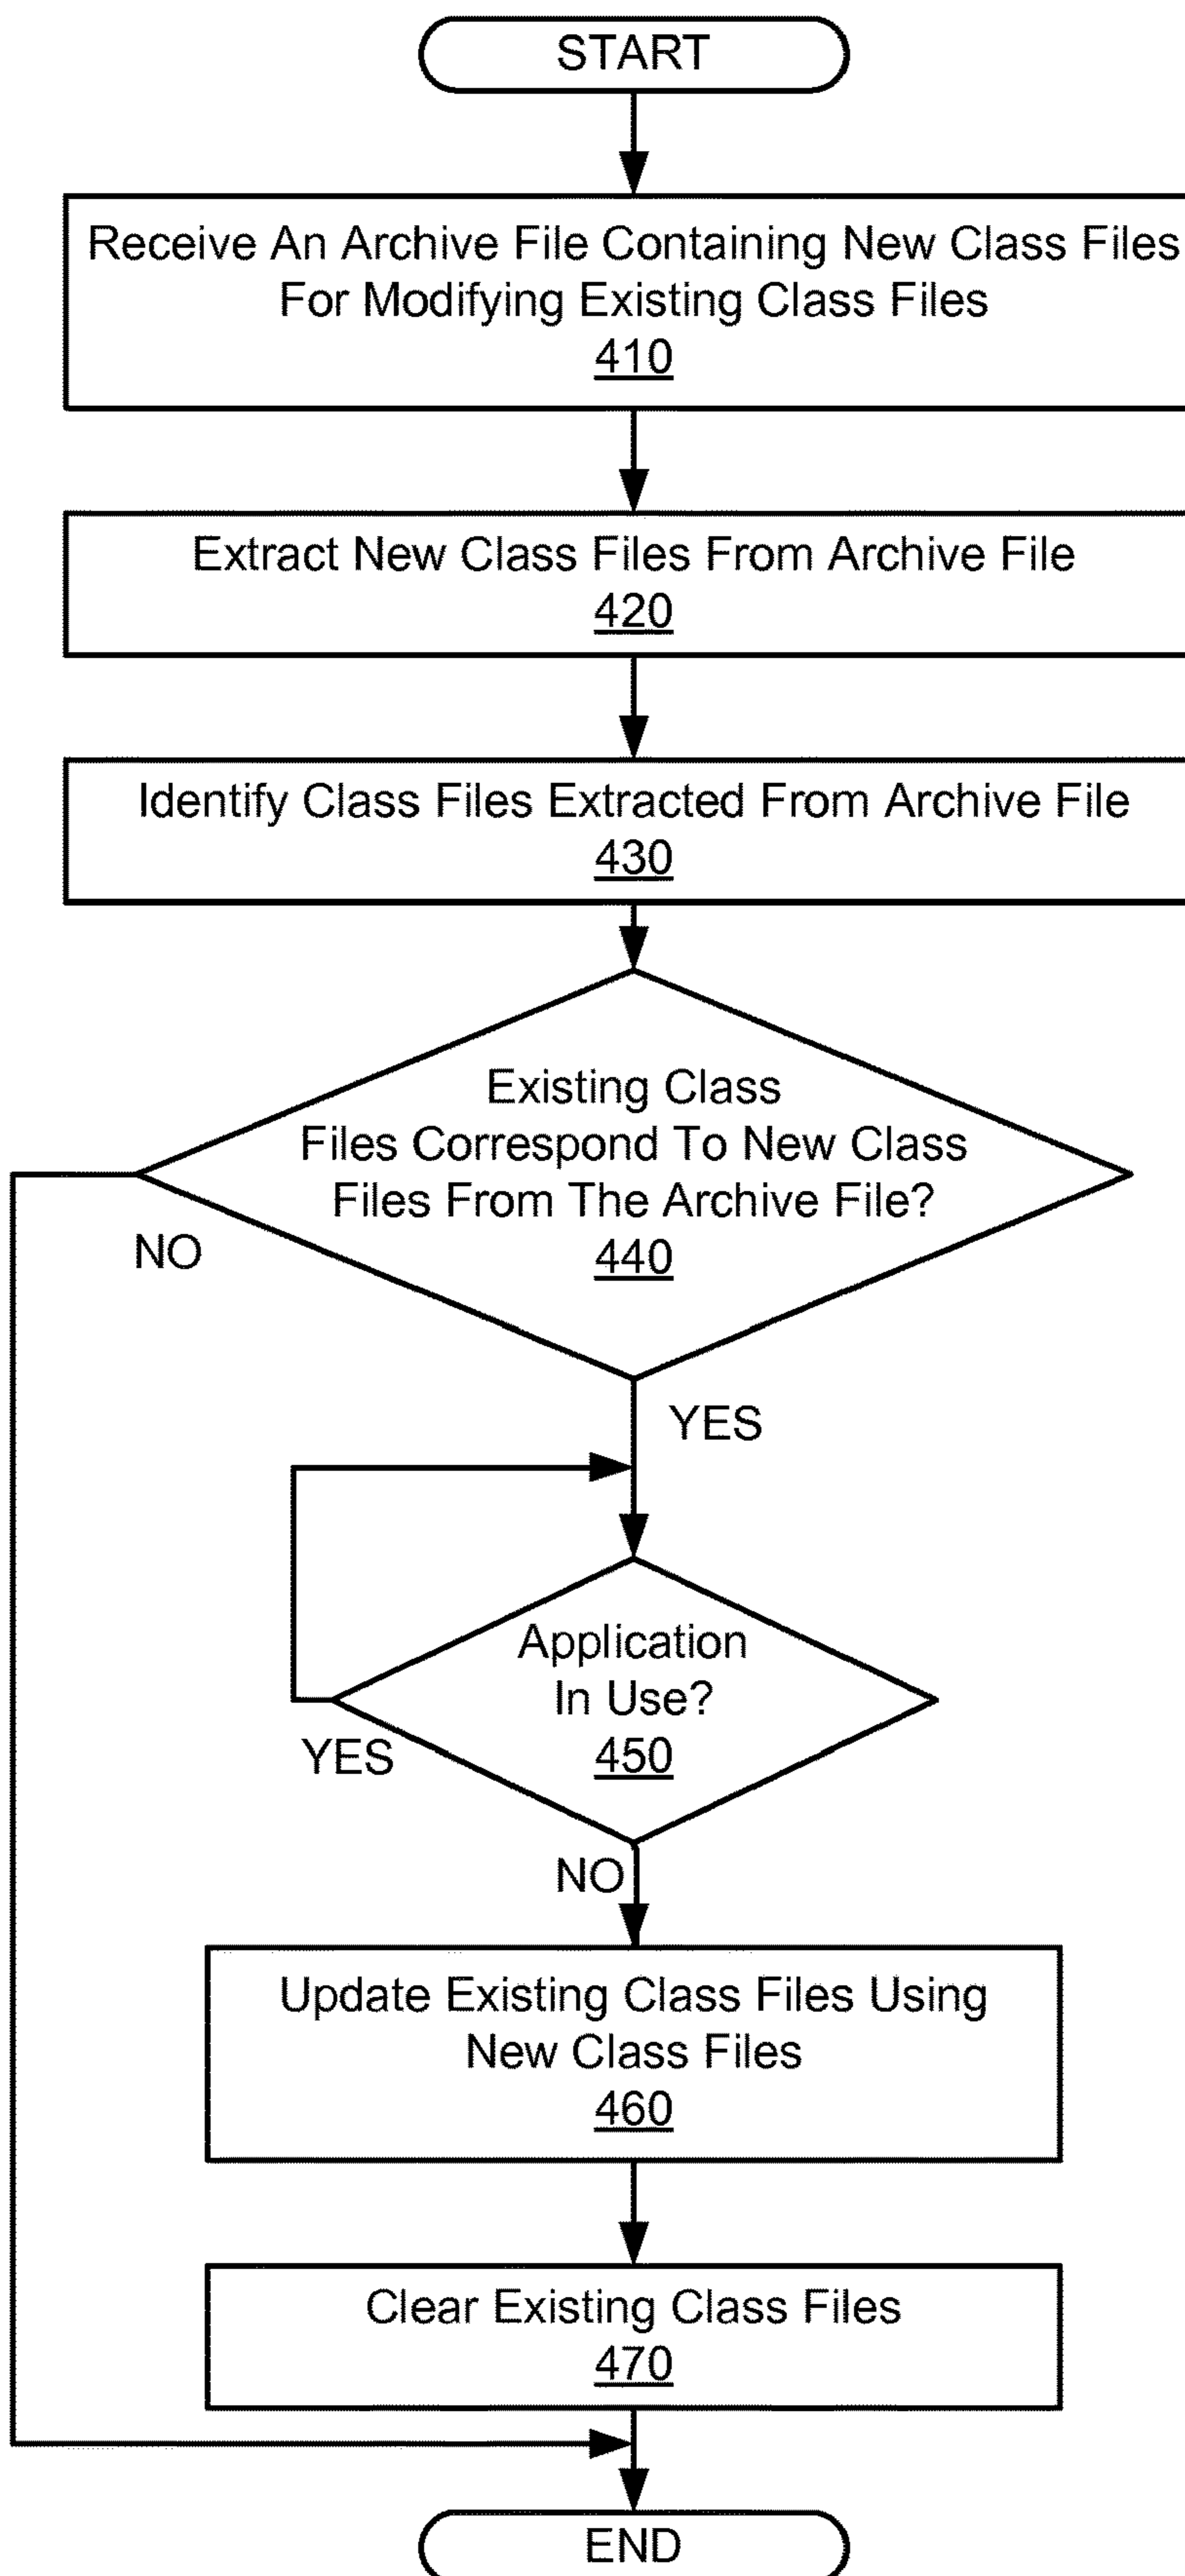 START
Receive An Archive File Containing New Class Files
For Modifying Existing Class Files
410
Extract New Class Files From Archive File
420
Identify Class Files Extracted From Archive File
430
Existing Class
Files Correspond To New Class
Files From The Archive File?
440
NO
YES
Application
In Use?
450
YES
NO
Update Existing Class Files Using
New Class Files
460
Clear Existing Class Files
470
END